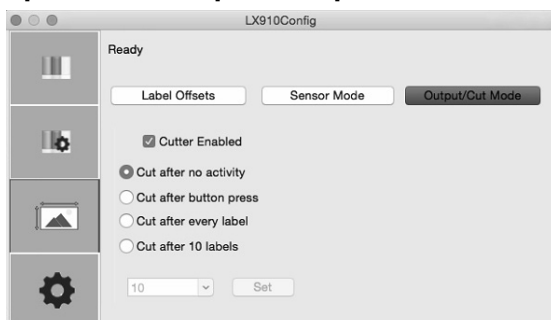 LX910Config
Ready
Label Offsets Sensor Mode Output/Cut Mode
Cutter Enabled
Cut after no activity
Cut after button press
Cut after every label
Cut after 10 labels
10 Set